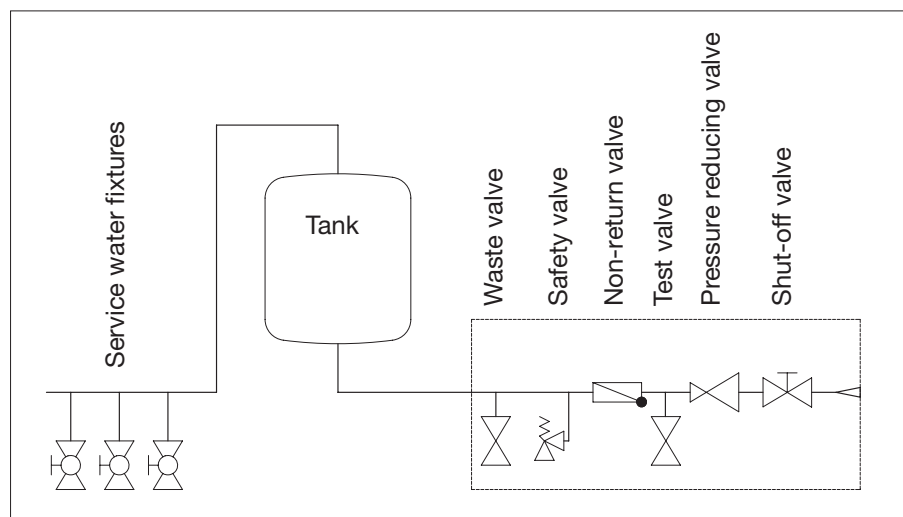 Service water fixtures
Tank
Waste valve
Safety valve
Non-return valve
Test valve
Pressure reducing valve
Shut-off valve